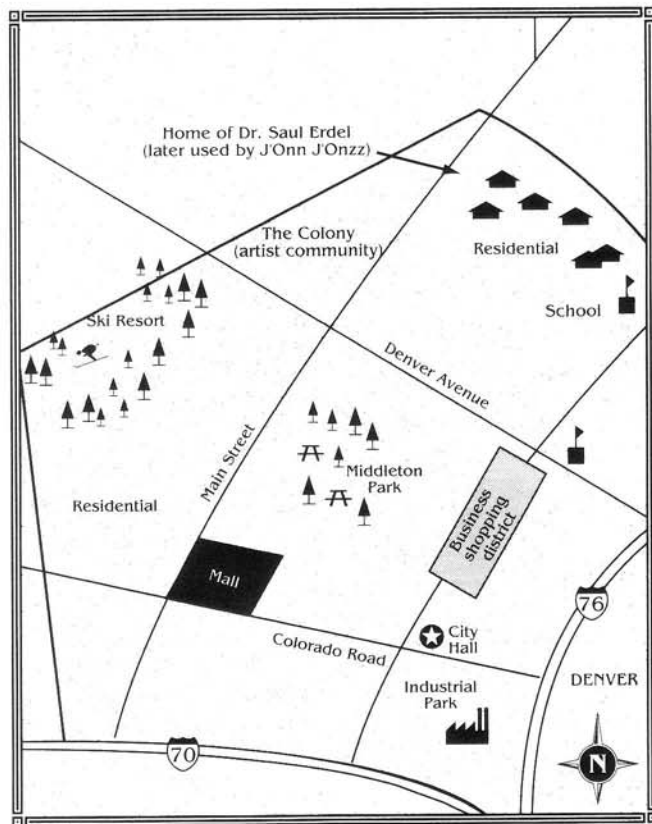 Home of Dr. Saul Erdel
(later used by J'Onn J'Onzz)
The Colony
(artist community)
Residential
Ski Resort
School
Denver Avenue
Main Street
Middleton
Park
Residential
Business
shopping
district
Mall
76
City
Hall
Colorado Road
DENVER
Industrial
Park
70
N